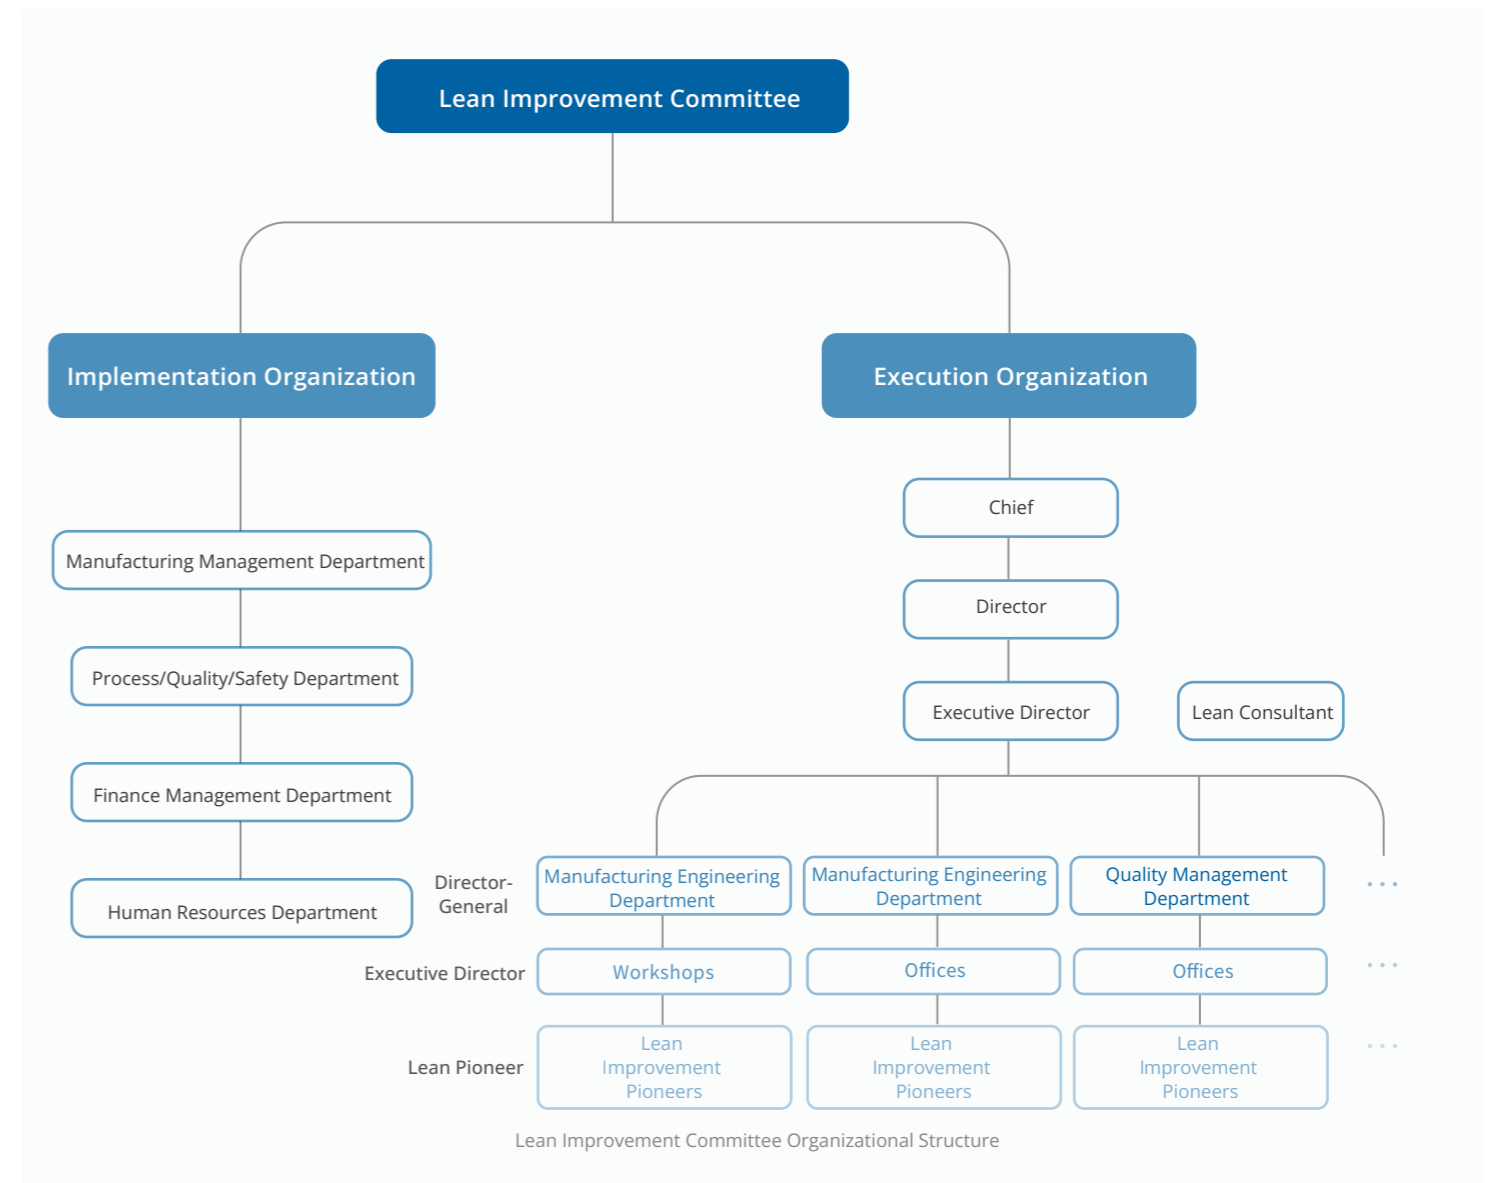 Lean Improvement Committee
Implementation Organization
Execution Organization
Chief
Manufacturing Management Department
Director
Process/Quality/Safety Department
Executive Director
Lean Consultant
Finance Management Department
Human Resources Department
Director-
General
Manufacturing Engineering
Department
Manufacturing Engineering
Department
Quality Management
Department
...
Executive Director
Workshops
Offices
Offices
...
Lean Pioneer
Lean
Improvement
Pioneers
Lean
Improvement
Pioneers
Lean
Improvement
Pioneers
...
Lean Improvement Committee Organizational Structure